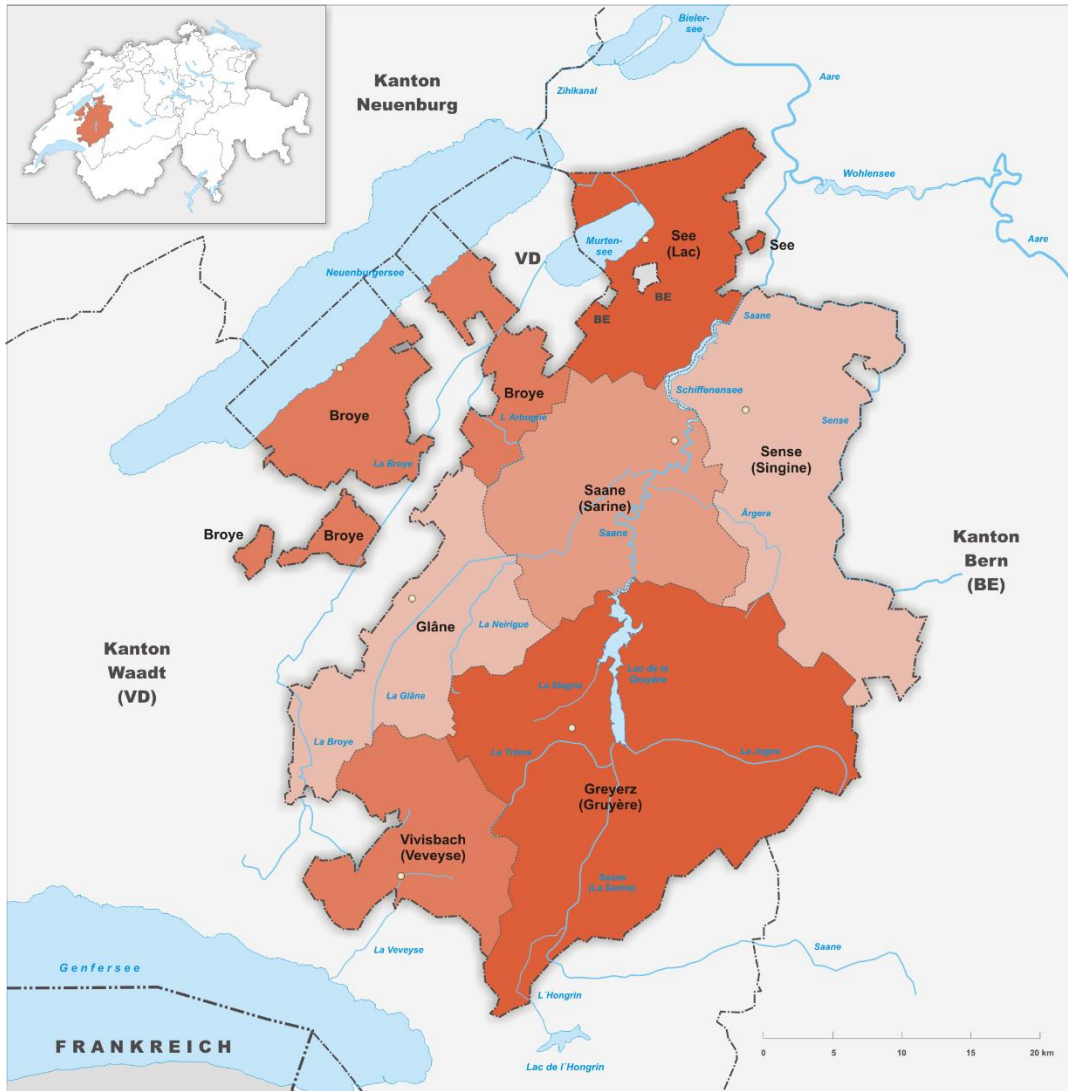 Bieler-
see
Kanton
Neuenburg
Zihlkanal
Aare
Wohlensee
Aare
See
(Lac)
See
Murten-
see
VD
Neuenburgersee
BE
BE
Saane
Schiffenensee
Broye
Broye
L´Arbogne
Sense
Sense
(Singine)
La Broye
Saane
(Sarine)
Saane
Ärgera
Broye
Broye
Kanton
Bern
(BE)
Glâne
La Neirigue
Kanton
Waadt
(VD)
La Glâne
La Sionge
Lac de la
Gruyère
La Broye
La Trême
La Jogne
Greyerz
(Gruyère)
Vivisbach
(Veveyse)
Saane
(La Sarine)
La Veveyse
Saane
Genfersee
L´Hongrin
FRANKREICH
Lac de l´Hongrin
0 5 10 15 20 km